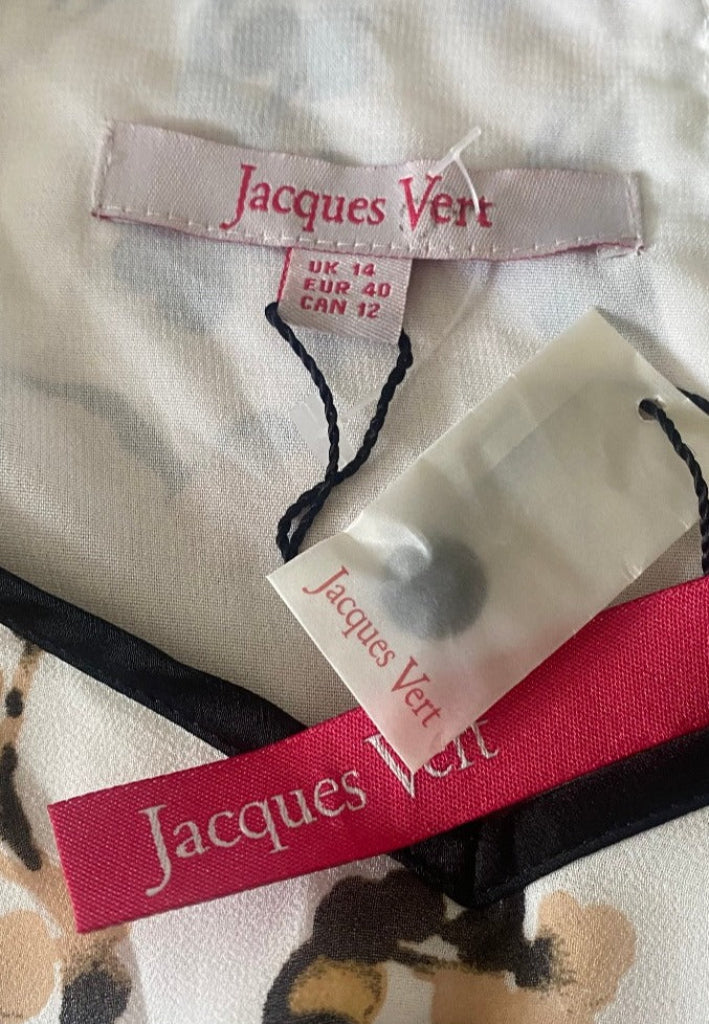 Jacques Vert
UK 14
EUR 40
CAN 12
Jacques Vert
Jacques Vert